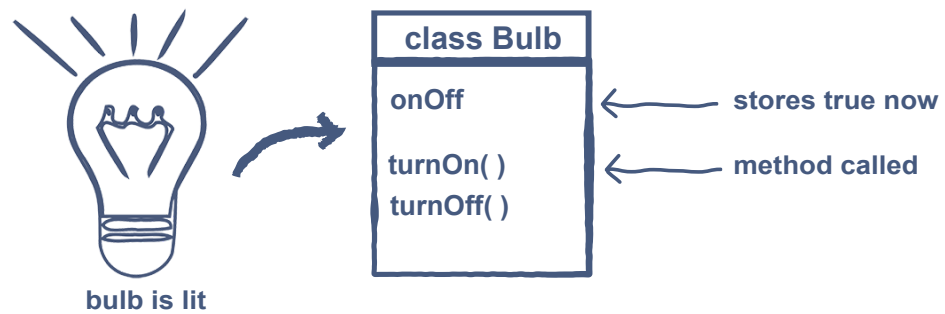 class Bulb
onOff
stores true now
turnOn( )
method called
turnOff( )
bulb is lit